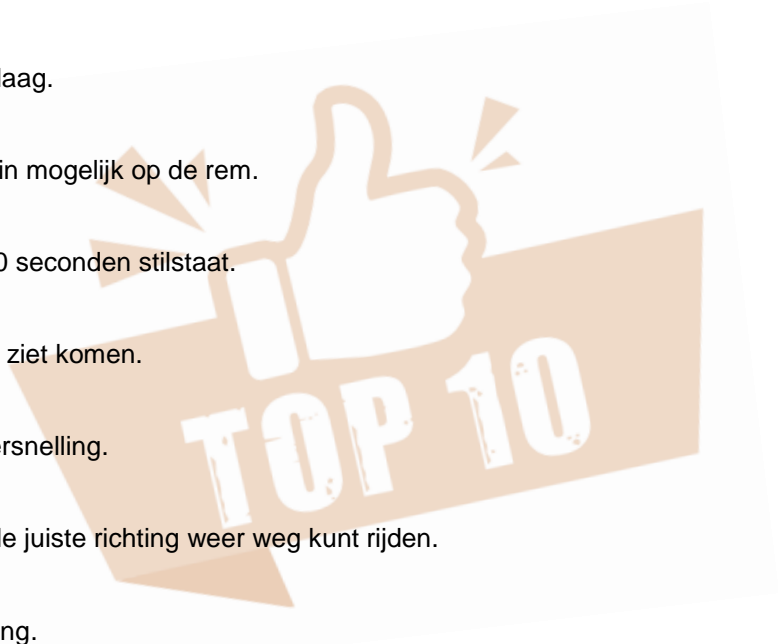 laag.
in mogelijk op de rem.
0 seconden stilstaat.
ziet komen.
ersnelling.
de juiste richting weer weg kunt rijden.
ng.
TOP 10